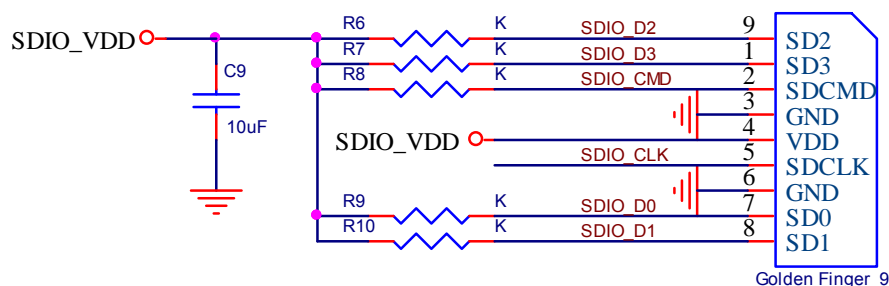 R6 K SDIO_D2 9 SD2
SDIO_VDD
R7 K SDIO_D3 1 SD3
R8 K SDIO_CMD 2 SDCMD
C9
3 GND
10uF
SDIO_VDD 4 VDD
SDIO_CLK 5 SDCLK
6 GND
R9 K SDIO_D0 7 SD0
R10 K SDIO_D1 8 SD1
Golden Finger 9